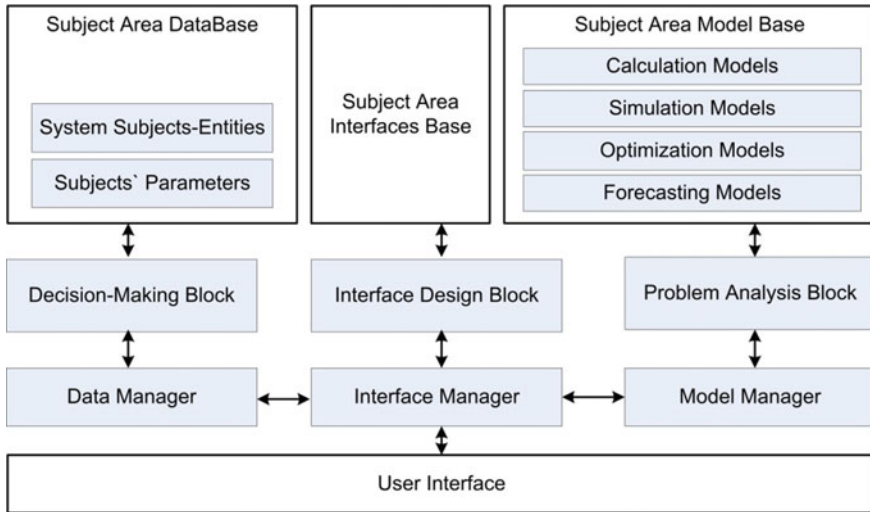 Subject Area DataBase
System Subjects-Entities
Subjects` Parameters
Subject Area
Interfaces Base
Subject Area Model Base
Calculation Models
Simulation Models
Optimization Models
Forecasting Models
Decision-Making Block
Interface Design Block
Problem Analysis Block
Data Manager
Interface Manager
Model Manager
User Interface